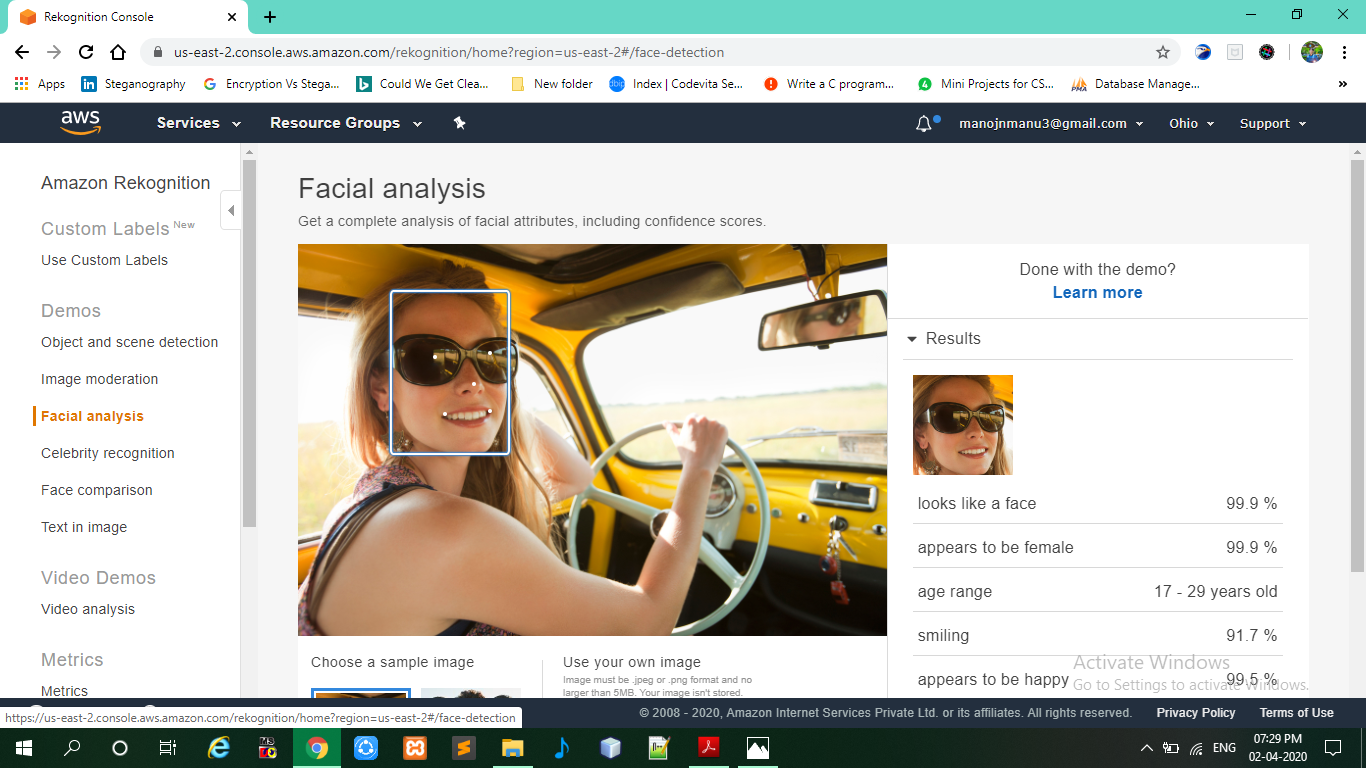 Rekognition Console
us-east-2.console.aws.amazon.com/rekognition/home?region=us-east-2#/face-detection
Apps Steganography Encryption Vs Stega... Could We Get Clea... New folder Index | Codevita Se... Write a C program... Mini Projects for CS... Database Manage... »
aws Services Resource Groups manojnmanu3@gmail.com Ohio Support
Amazon Rekognition
Custom Labels New
Use Custom Labels
Demos
Object and scene detection
Image moderation
Facial analysis
Celebrity recognition
Face comparison
Text in image
Video Demos
Video analysis
Metrics
Metrics
Facial analysis
Get a complete analysis of facial attributes, including confidence scores.
Choose a sample image
Use your own image
Image must be .jpeg or .png format and no
larger than 5MB. Your image isn't stored.
Done with the demo?
Learn more
Results
looks like a face 99.9 %
appears to be female 99.9 %
age range 17 - 29 years old
smiling 91.7 %
appears to be happy 99.5 %
Activate Windows
Go to Settings to activate Windows.
https://us-east-2.console.aws.amazon.com/rekognition/home?region=us-east-2#/face-detection
© 2008 - 2020, Amazon Internet Services Private Ltd. or its affiliates. All rights reserved. Privacy Policy Terms of Use
ENG
07:29 PM
02-04-2020